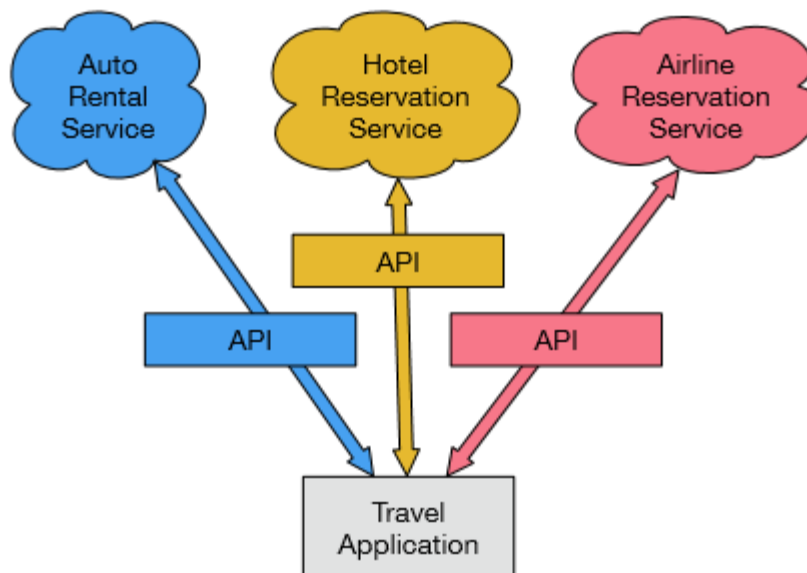 Auto
Rental
Service
Hotel
Reservation
Service
Airline
Reservation
Service
API
API
API
Travel
Application